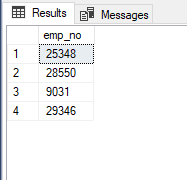 Results Messages
emp_no
1 25348
2 28550
3 9031
4 29346